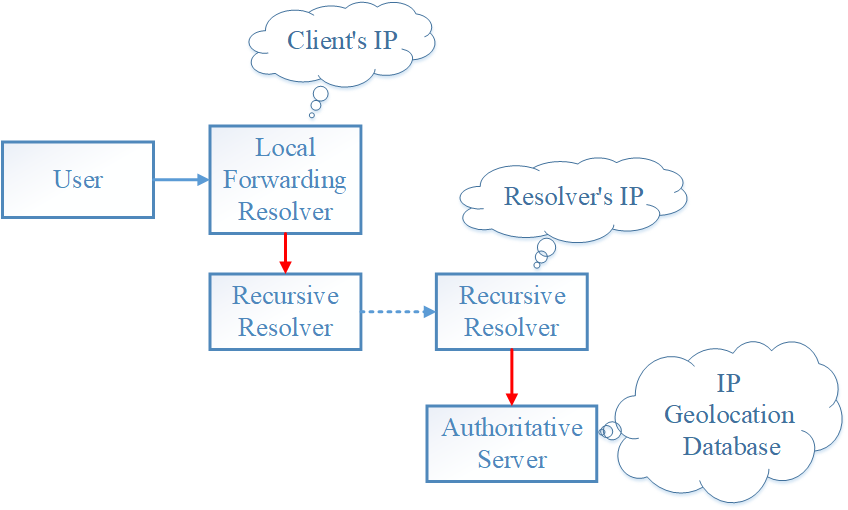 Client's IP
User
Local
Forwarding
Resolver
Resolver's IP
Recursive
Resolver
Recursive
Resolver
IP
Geolocation
Database
Authoritative
Server